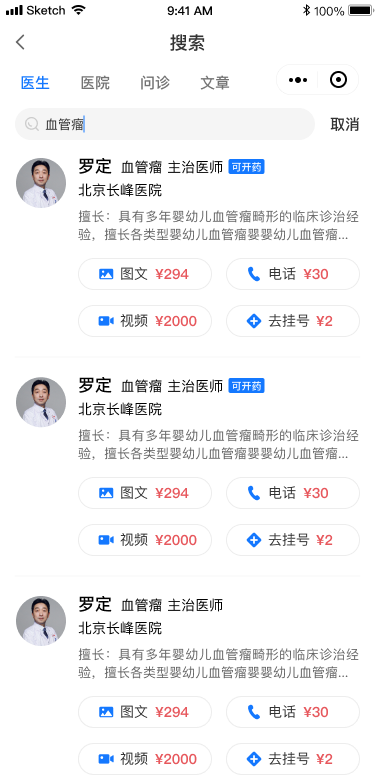 Sketch 9:41 AM 100%
搜索
医生 医院 问诊 文章
血管瘤 取消
罗定 血管瘤 主治医师 可开药
北京长峰医院
擅长：具有多年婴幼儿血管瘤畸形的临床诊治经
验，擅长各类型婴幼儿血管瘤婴婴幼儿血管瘤...
图文 ¥294 电话 ¥30
视频 ¥2000 去挂号 ¥2
罗定 血管瘤 主治医师 可开药
北京长峰医院
擅长：具有多年婴幼儿血管瘤畸形的临床诊治经
验，擅长各类型婴幼儿血管瘤婴婴幼儿血管瘤...
图文 ¥294 电话 ¥30
视频 ¥2000 去挂号 ¥2
罗定 血管瘤 主治医师
北京长峰医院
擅长：具有多年婴幼儿血管瘤畸形的临床诊治经
验，擅长各类型婴幼儿血管瘤婴婴幼儿血管瘤...
图文 ¥294 电话 ¥30
视频 ¥2000 去挂号 ¥2